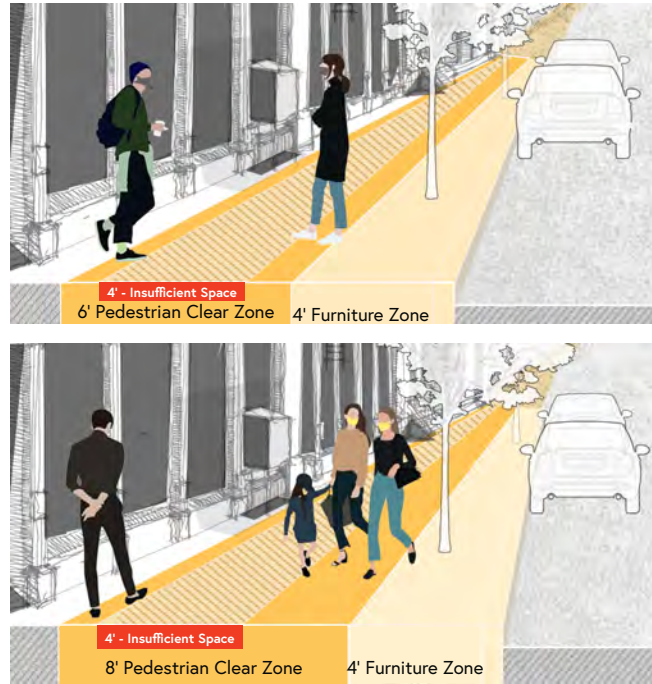 4' - Insufficient Space
6' Pedestrian Clear Zone
4' Furniture Zone
4' - Insufficient Space
8' Pedestrian Clear Zone
4' Furniture Zone